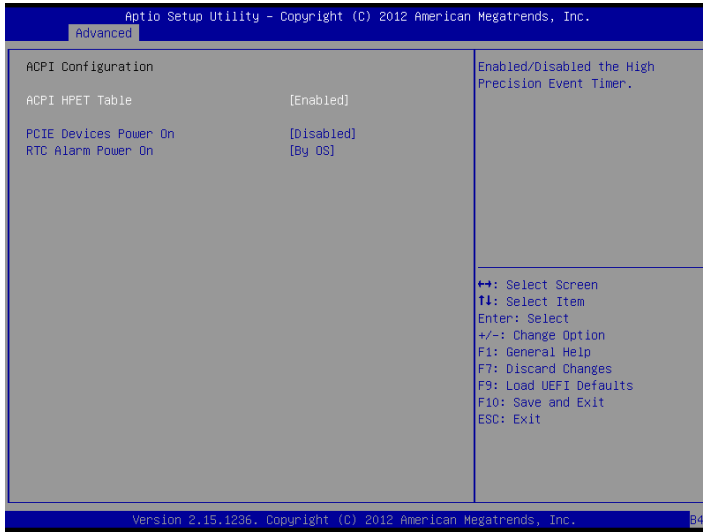 Aptio Setup Utility – Copyright (C) 2012 American Megatrends, Inc.
Advanced
ACPI Configuration
ACPI HPET Table [Enabled]
PCIE Devices Power On [Disabled]
RTC Alarm Power On [By OS]
Enabled/Disabled the High
Precision Event Timer.
↔: Select Screen
↑↓: Select Item
Enter: Select
+/-: Change Option
F1: General Help
F7: Discard Changes
F9: Load UEFI Defaults
F10: Save and Exit
ESC: Exit
Version 2.15.1236. Copyright (C) 2012 American Megatrends, Inc.
B4